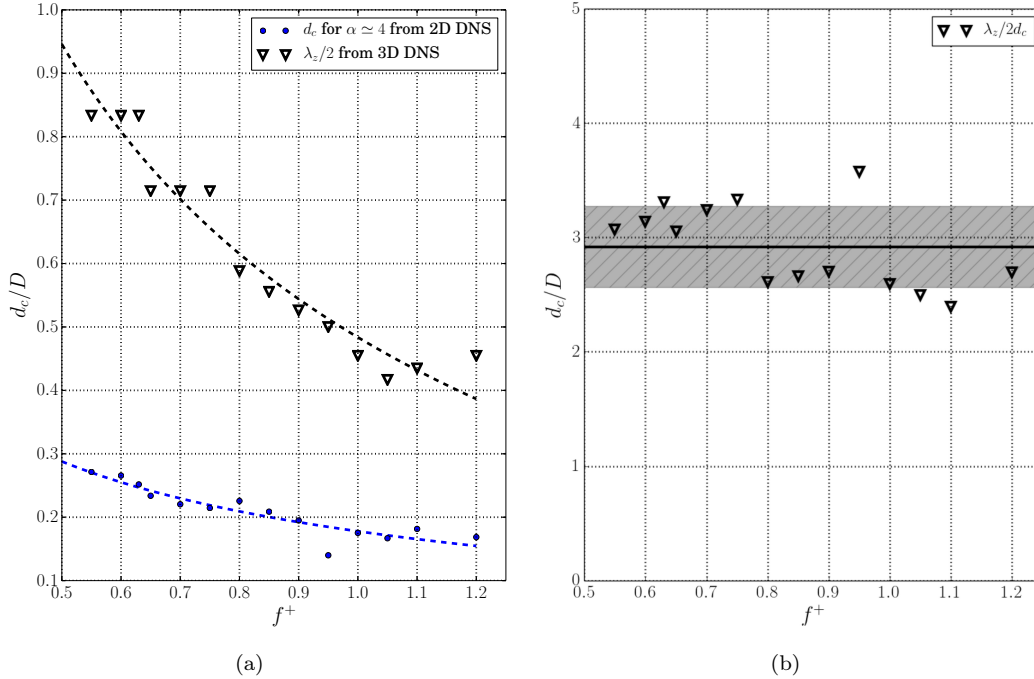 1.0
0.9
0.8
0.7
0.6
0.5
0.4
0.3
0.2
0.1
d_c/D
0.5 0.6 0.7 0.8 0.9 1.0 1.1 1.2
f^+
d_c for α ≃ 4 from 2D DNS
λ_z/2 from 3D DNS
(a)
5
4
3
2
1
0
d_c/D
0.5 0.6 0.7 0.8 0.9 1.0 1.1 1.2
f^+
λ_z/2d_c
(b)